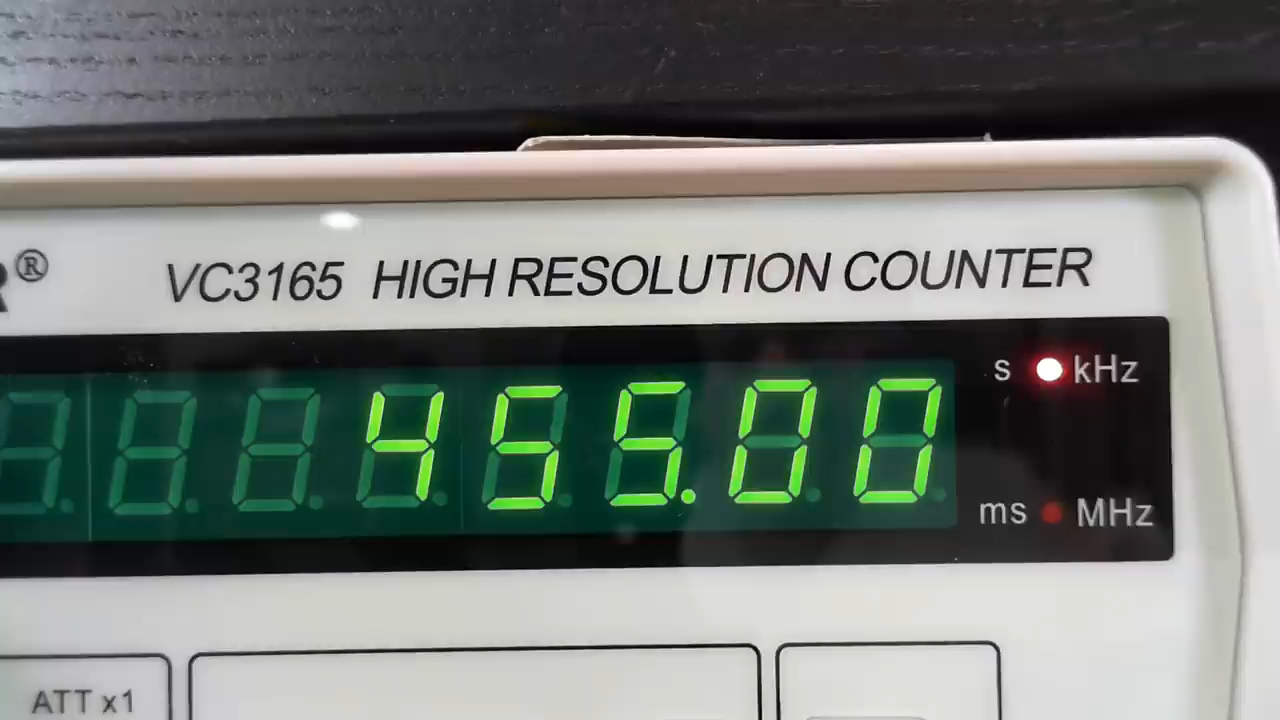 R®
VC3165 HIGH RESOLUTION COUNTER
s kHz
455.00
ms MHz
ATT x1